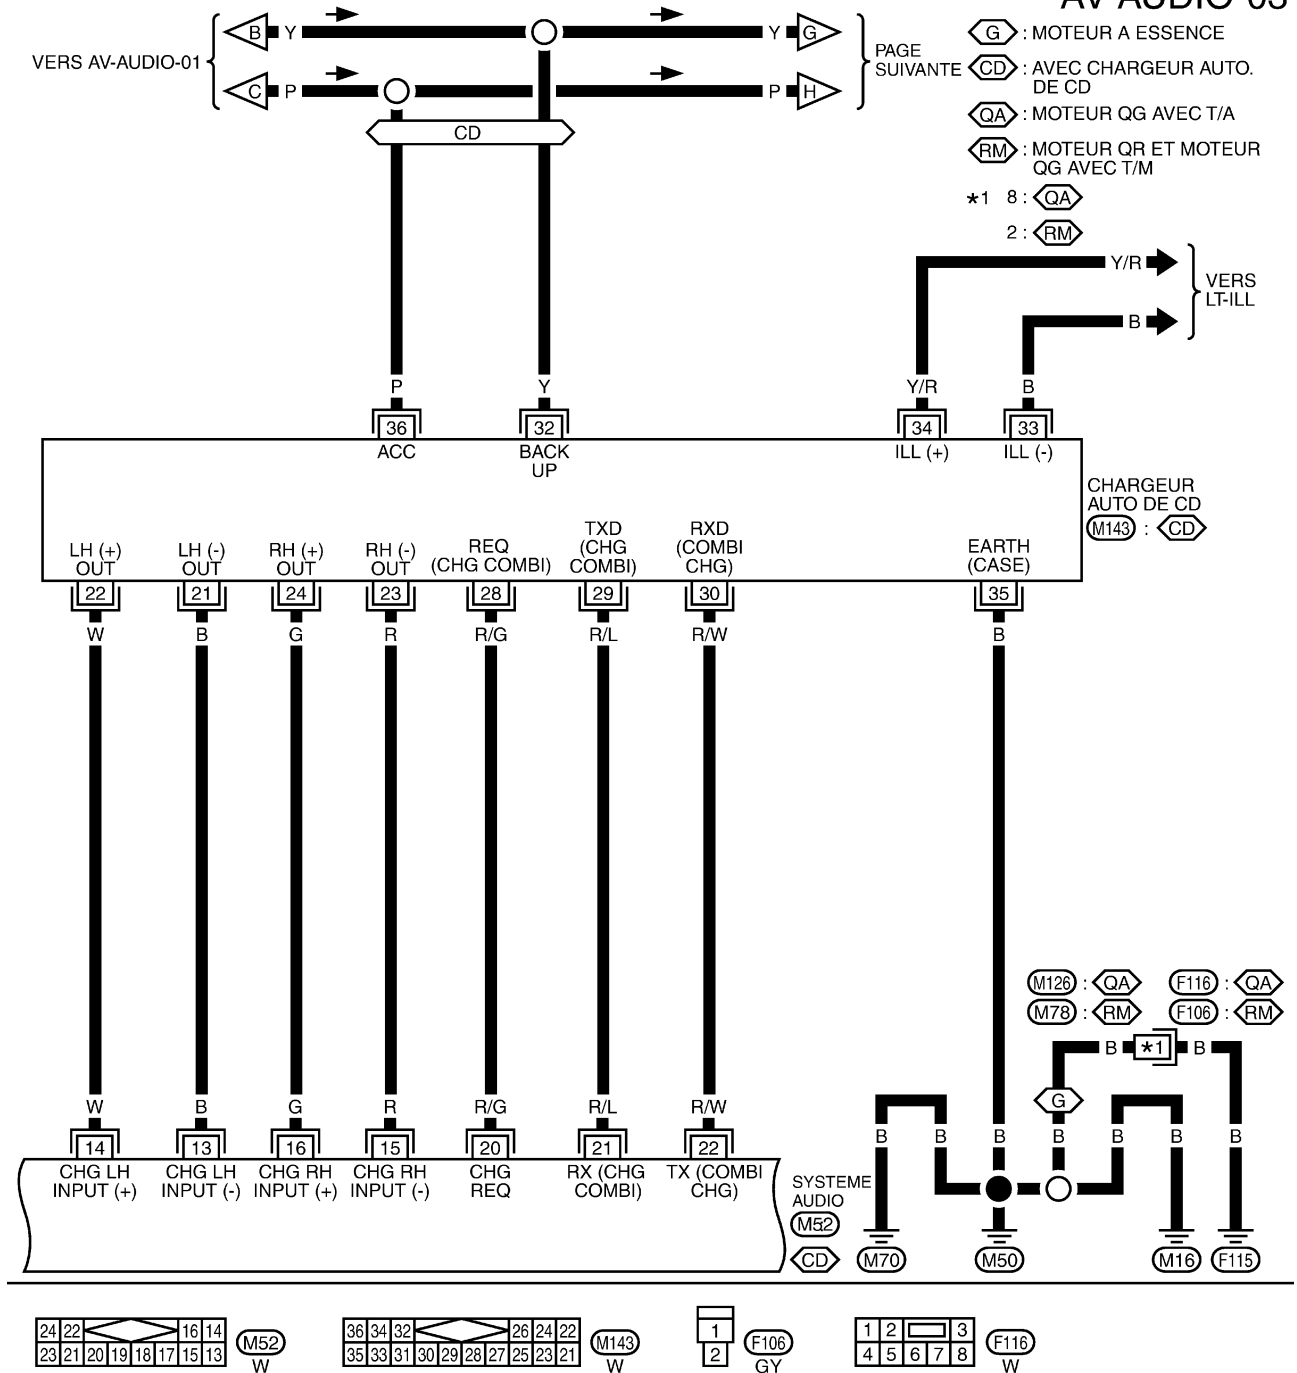 AV-AUDIO-03
VERS AV-AUDIO-01
B Y Y G
C P P H
PAGE
SUIVANTE
G : MOTEUR A ESSENCE
CD : AVEC CHARGEUR AUTO.
DE CD
QA : MOTEUR QG AVEC T/A
RM : MOTEUR QR ET MOTEUR
QG AVEC T/M
*1 8 : QA
2 : RM
CD
Y/R
B
VERS
LT-ILL
P Y Y/R B
36 32 34 33
ACC
BACK
UP
ILL (+)
ILL (-)
CHARGEUR
AUTO DE CD
M143 : CD
LH (+)
OUT
LH (-)
OUT
RH (+)
OUT
RH (-)
OUT
REQ
(CHG COMBI)
TXD
(CHG
COMBI)
RXD
(COMBI
CHG)
EARTH
(CASE)
22 21 24 23 28 29 30 35
W B G R R/G R/L R/W B
M126 : QA F116 : QA
M78 : RM F106 : RM
B *1 B
G
W B G R R/G R/L R/W
B B B B B B B
14 13 16 15 20 21 22
CHG LH
INPUT (+)
CHG LH
INPUT (-)
CHG RH
INPUT (+)
CHG RH
INPUT (-)
CHG
REQ
RX (CHG
COMBI)
TX (COMBI
CHG)
SYSTEME
AUDIO
M52
CD
M70 M50 M16 F115
24 22 16 14
23 21 20 19 18 17 15 13
M52
W
36 34 32 26 24 22
35 33 31 30 29 28 27 25 23 21
M143
W
1
2
F106
GY
1 2 3
4 5 6 7 8
F116
W